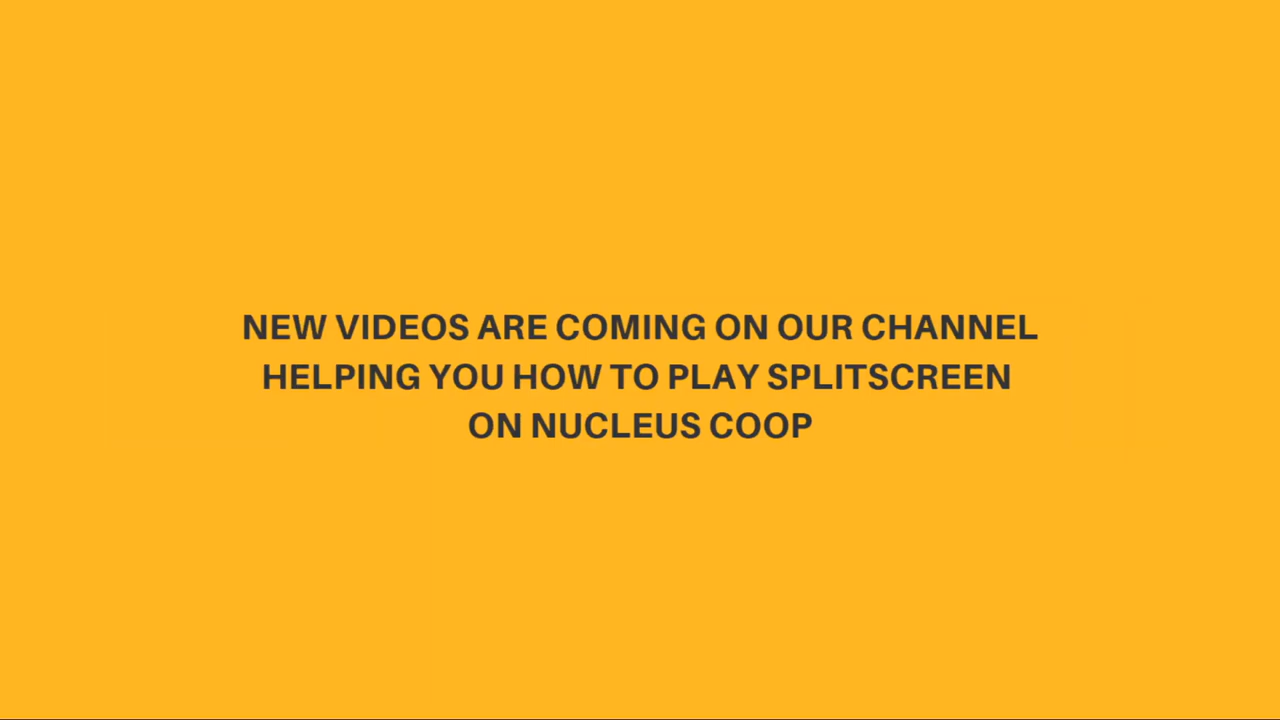 NEW VIDEOS ARE COMING ON OUR CHANNEL
HELPING YOU HOW TO PLAY SPLITSCREEN
ON NUCLEUS COOP